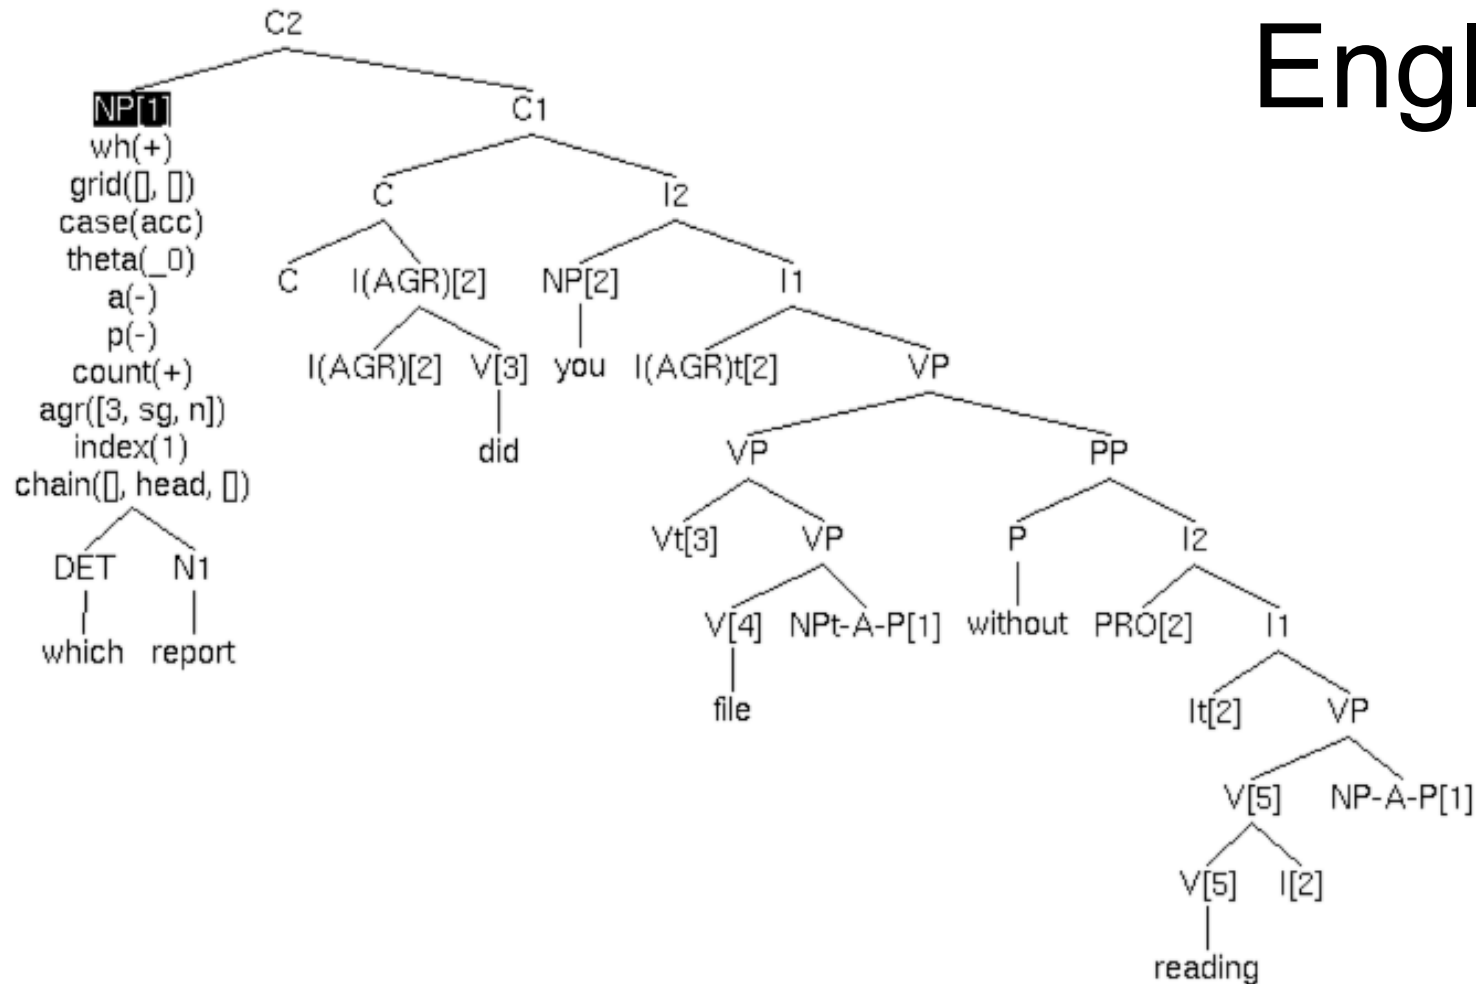 C2
Engl
NP[1]
C1
wh(+)
grid([], [])
C
I2
case(acc)
theta(_0)
C
I(AGR)[2]
NP[2]
I1
a(-)
p(-)
count(+)
I(AGR)[2]
V[3]
you
I(AGR)t[2]
VP
agr([3, sg, n])
index(1)
did
VP
PP
chain([], head, [])
Vt[3]
VP
P
I2
DET
N1
V[4]
NPt-A-P[1]
without
PRO[2]
I1
which
report
file
It[2]
VP
V[5]
NP-A-P[1]
V[5]
I[2]
reading